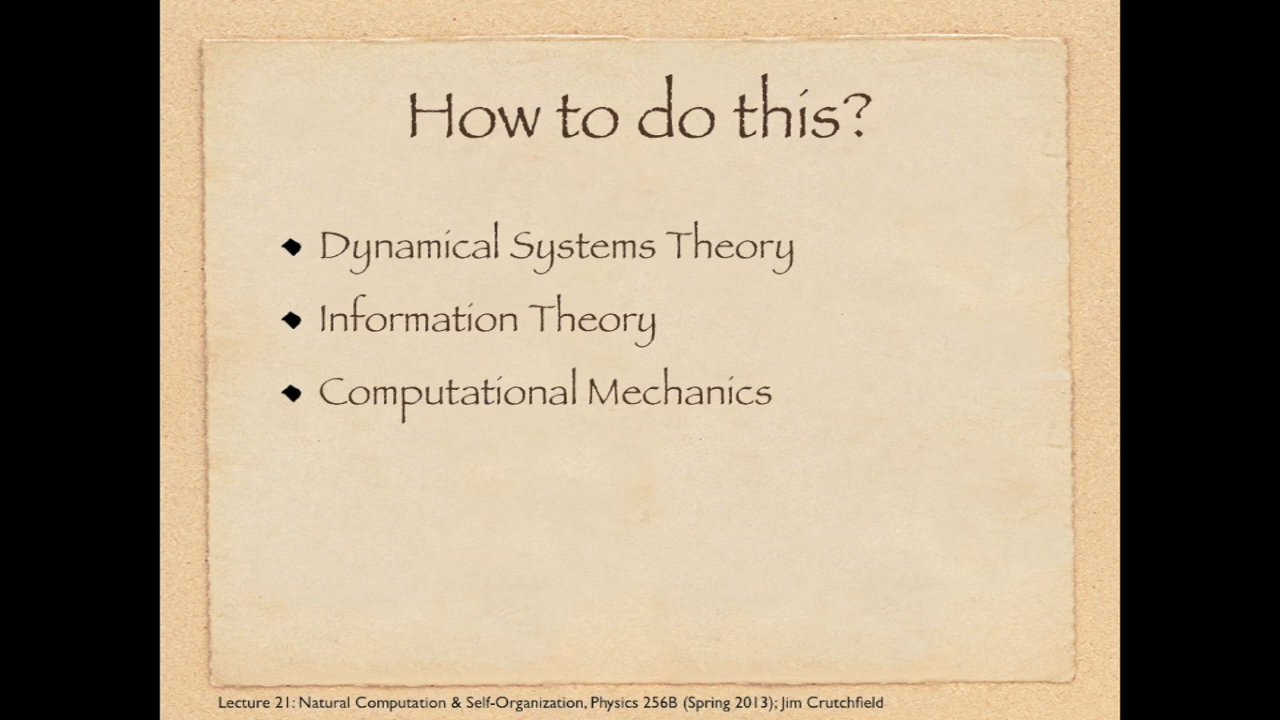 How to do this?
Dynamical Systems Theory
Information Theory
Computational Mechanics
Lecture 21: Natural Computation & Self-Organization, Physics 256B (Spring 2013); Jim Crutchfield